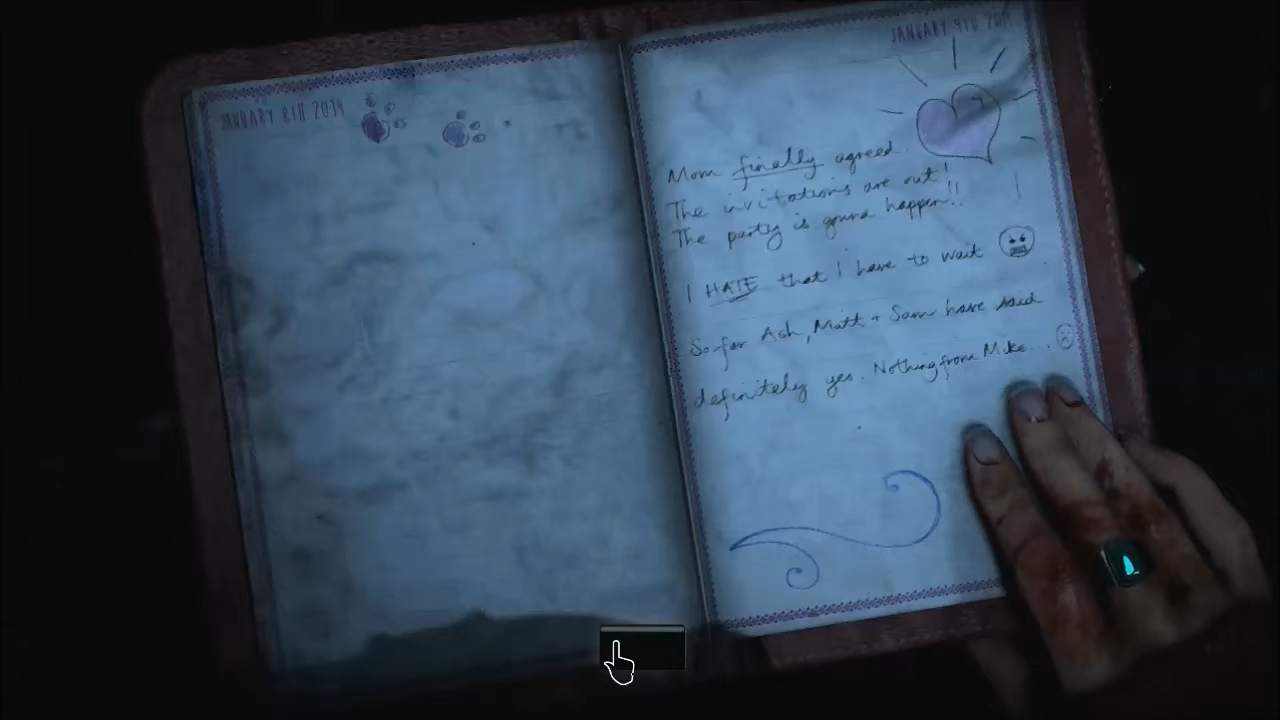 JANUARY 8TH 2014
JANUARY 9TH
Mom finally agreed.
The invitations are out!
The party is gonna happen!!
I HATE that I have to wait
So far Ash, Matt + Sam have said
definitely yes. Nothing from Mike...